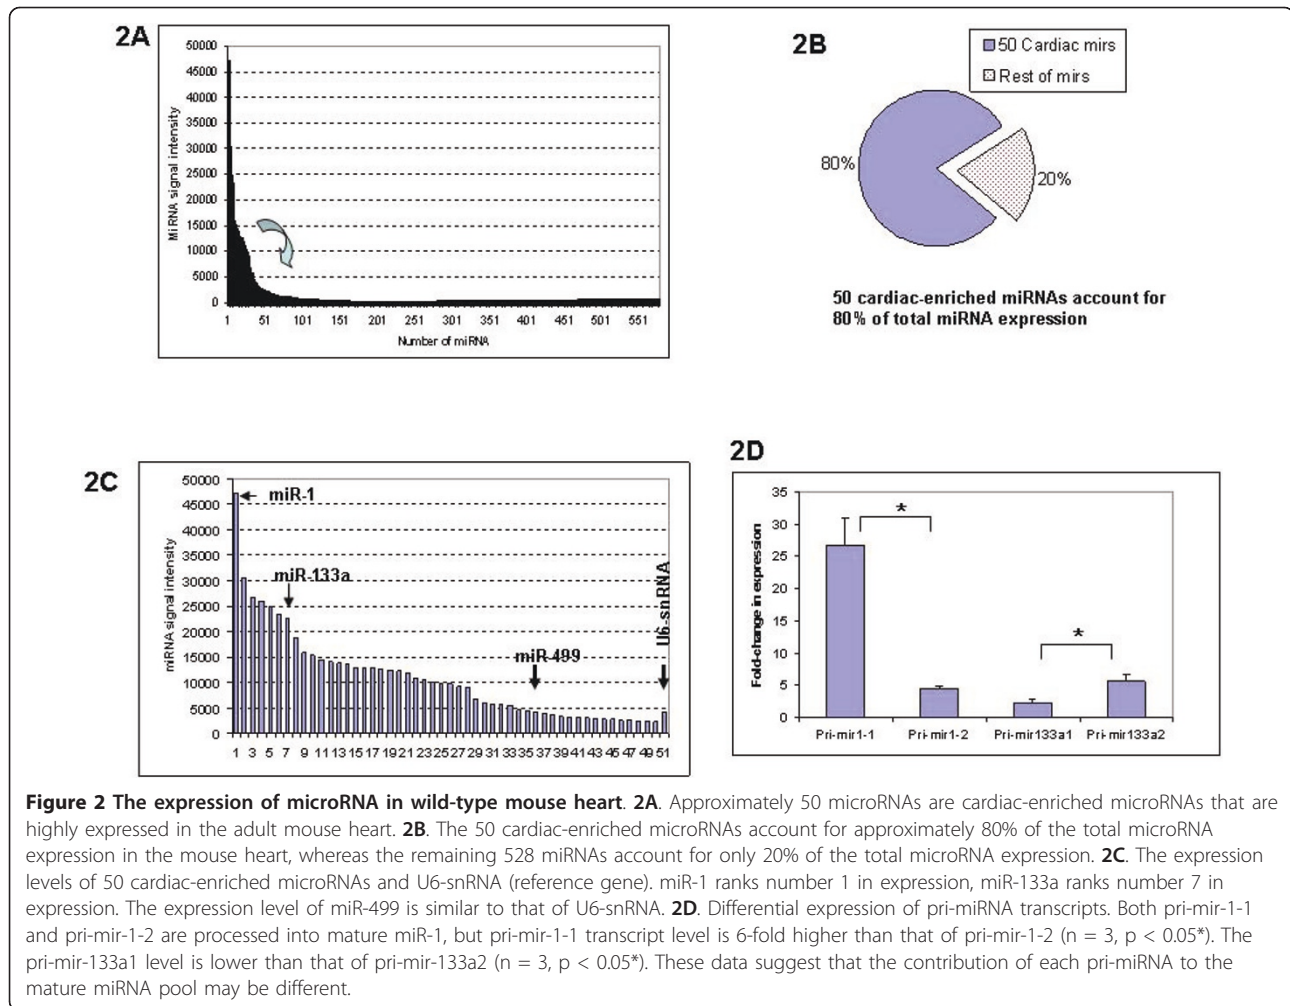 2A
MiRNA signal intensity
50000
45000
40000
35000
30000
25000
20000
15000
10000
5000
0
1 51 101 151 201 251 301 351 401 451 501 551
Number of miRNA
2B
50 Cardiac mirs
Rest of mirs
80%
20%
50 cardiac-enriched miRNAs account for
80% of total miRNA expression
2C
miRNA signal intensity
50000
45000
40000
35000
30000
25000
20000
15000
10000
5000
0
miR-1
miR-133a
miR-499
U6-snRNA
1 3 5 7 9 11 13 15 17 19 21 23 25 27 29 31 33 35 37 39 41 43 45 47 49 51
2D
Fold-change in expression
35
30
25
20
15
10
5
0
*
*
Pri-mir1-1 Pri-mir1-2 Pri-mir133a1 Pri-mir133a2
Figure 2 The expression of microRNA in wild-type mouse heart. 2A. Approximately 50 microRNAs are cardiac-enriched microRNAs that are
highly expressed in the adult mouse heart. 2B. The 50 cardiac-enriched microRNAs account for approximately 80% of the total microRNA
expression in the mouse heart, whereas the remaining 528 miRNAs account for only 20% of the total microRNA expression. 2C. The expression
levels of 50 cardiac-enriched microRNAs and U6-snRNA (reference gene). miR-1 ranks number 1 in expression, miR-133a ranks number 7 in
expression. The expression level of miR-499 is similar to that of U6-snRNA. 2D. Differential expression of pri-miRNA transcripts. Both pri-mir-1-1
and pri-mir-1-2 are processed into mature miR-1, but pri-mir-1-1 transcript level is 6-fold higher than that of pri-mir-1-2 (n = 3, p < 0.05*). The
pri-mir-133a1 level is lower than that of pri-mir-133a2 (n = 3, p < 0.05*). These data suggest that the contribution of each pri-miRNA to the
mature miRNA pool may be different.